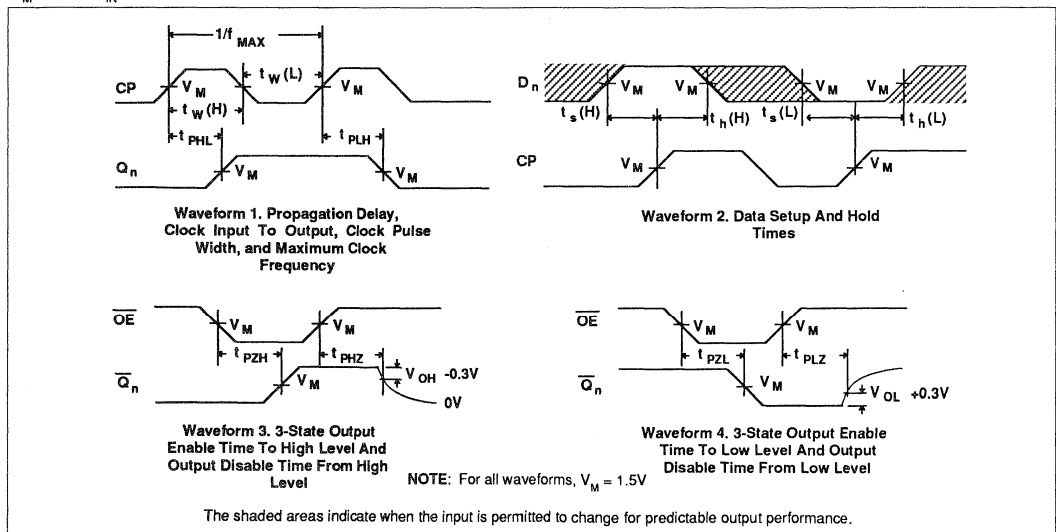 M IN
1/f MAX
t W (L)
CP
V M
V M
t W (H)
t PHL
t PLH
Q n
V M
V M
Waveform 1. Propagation Delay,
Clock Input To Output, Clock Pulse
Width, and Maximum Clock
Frequency
D n
V M
V M
V M
V M
t s (H)
t h (H)
t s (L)
t h (L)
CP
V M
V M
Waveform 2. Data Setup And Hold
Times
OE
V M
V M
t PZH
t PHZ
Q n
V M
V OH -0.3V
0V
Waveform 3. 3-State Output
Enable Time To High Level And
Output Disable Time From High
Level
OE
V M
V M
t PZL
t PLZ
Q n
V M
V OL +0.3V
Waveform 4. 3-State Output Enable
Time To Low Level And Output
Disable Time From Low Level
NOTE: For all waveforms, V M = 1.5V
The shaded areas indicate when the input is permitted to change for predictable output performance.